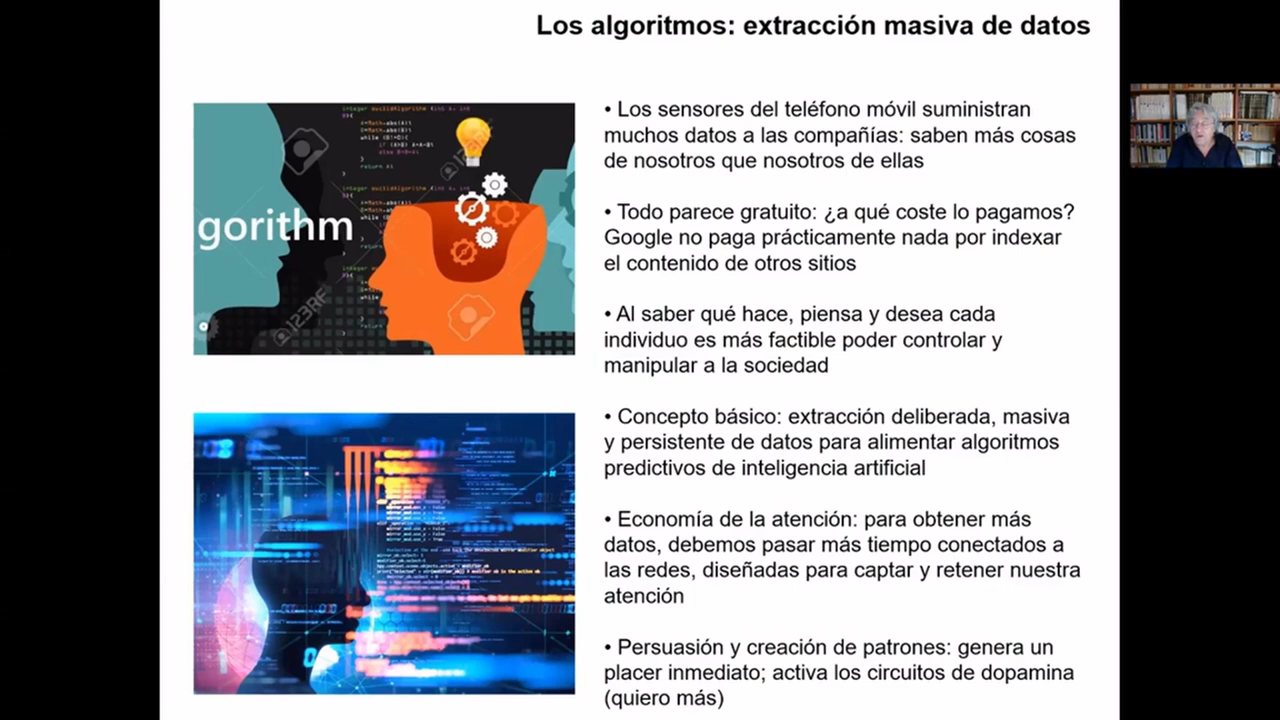 Los algoritmos: extracción masiva de datos
gorithm
123RF
• Los sensores del teléfono móvil suministran
muchos datos a las compañías: saben más cosas
de nosotros que nosotros de ellas
• Todo parece gratuito: ¿a qué coste lo pagamos?
Google no paga prácticamente nada por indexar
el contenido de otros sitios
• Al saber qué hace, piensa y desea cada
individuo es más factible poder controlar y
manipular a la sociedad
• Concepto básico: extracción deliberada, masiva
y persistente de datos para alimentar algoritmos
predictivos de inteligencia artificial
• Economía de la atención: para obtener más
datos, debemos pasar más tiempo conectados a
las redes, diseñadas para captar y retener nuestra
atención
• Persuasión y creación de patrones: genera un
placer inmediato; activa los circuitos de dopamina
(quiero más)